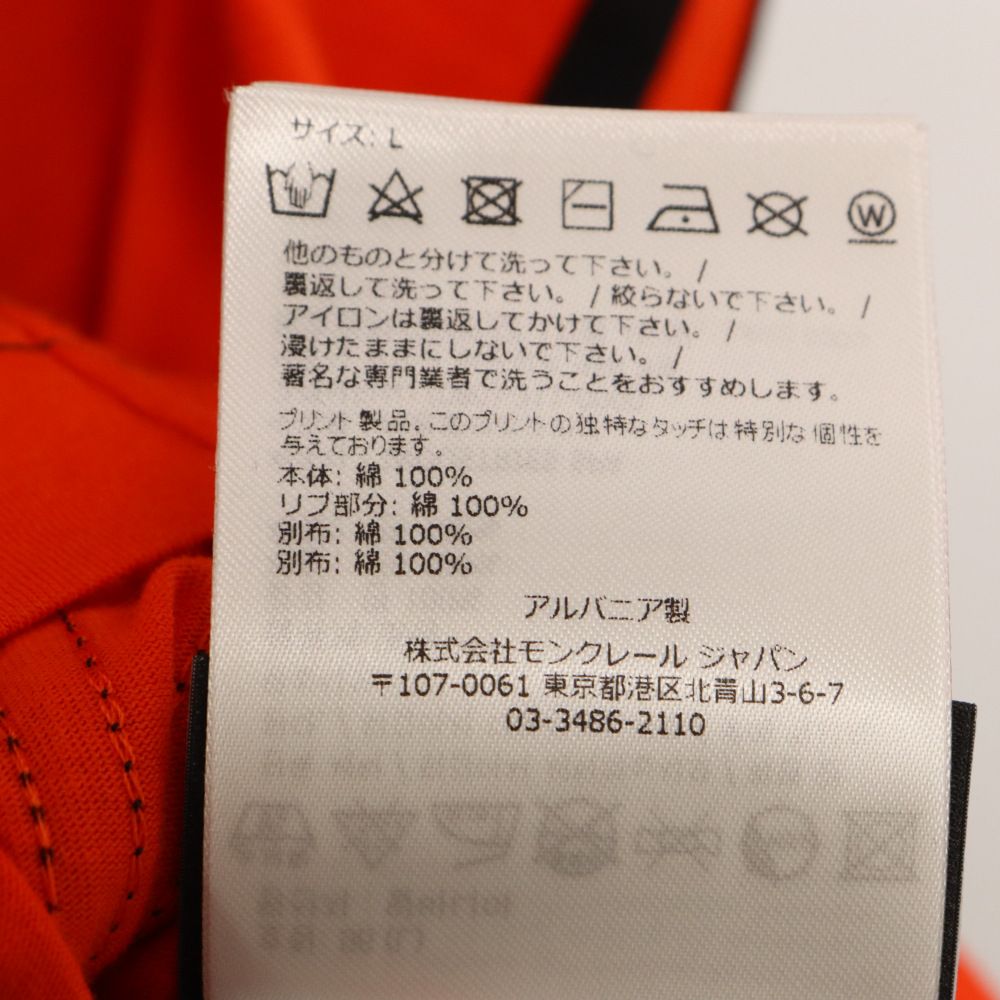 サイズ: L
W
他のものと分けて洗って下さい。 /
裏返して洗って下さい。 / 絞らないで下さい。 /
アイロンは裏返してかけて下さい。 /
浸けたままにしないで下さい。 /
著名な専門業者で洗うことをおすすめします。
プリント製品。このプリントの独特なタッチは特別な個性を
与えております。
本体: 綿 100%
リブ部分: 綿 100%
別布: 綿 100%
別布: 綿 100%
アルバニア製
株式会社モンクレール ジャパン
〒107-0061 東京都港区北青山3-6-7
03-3486-2110